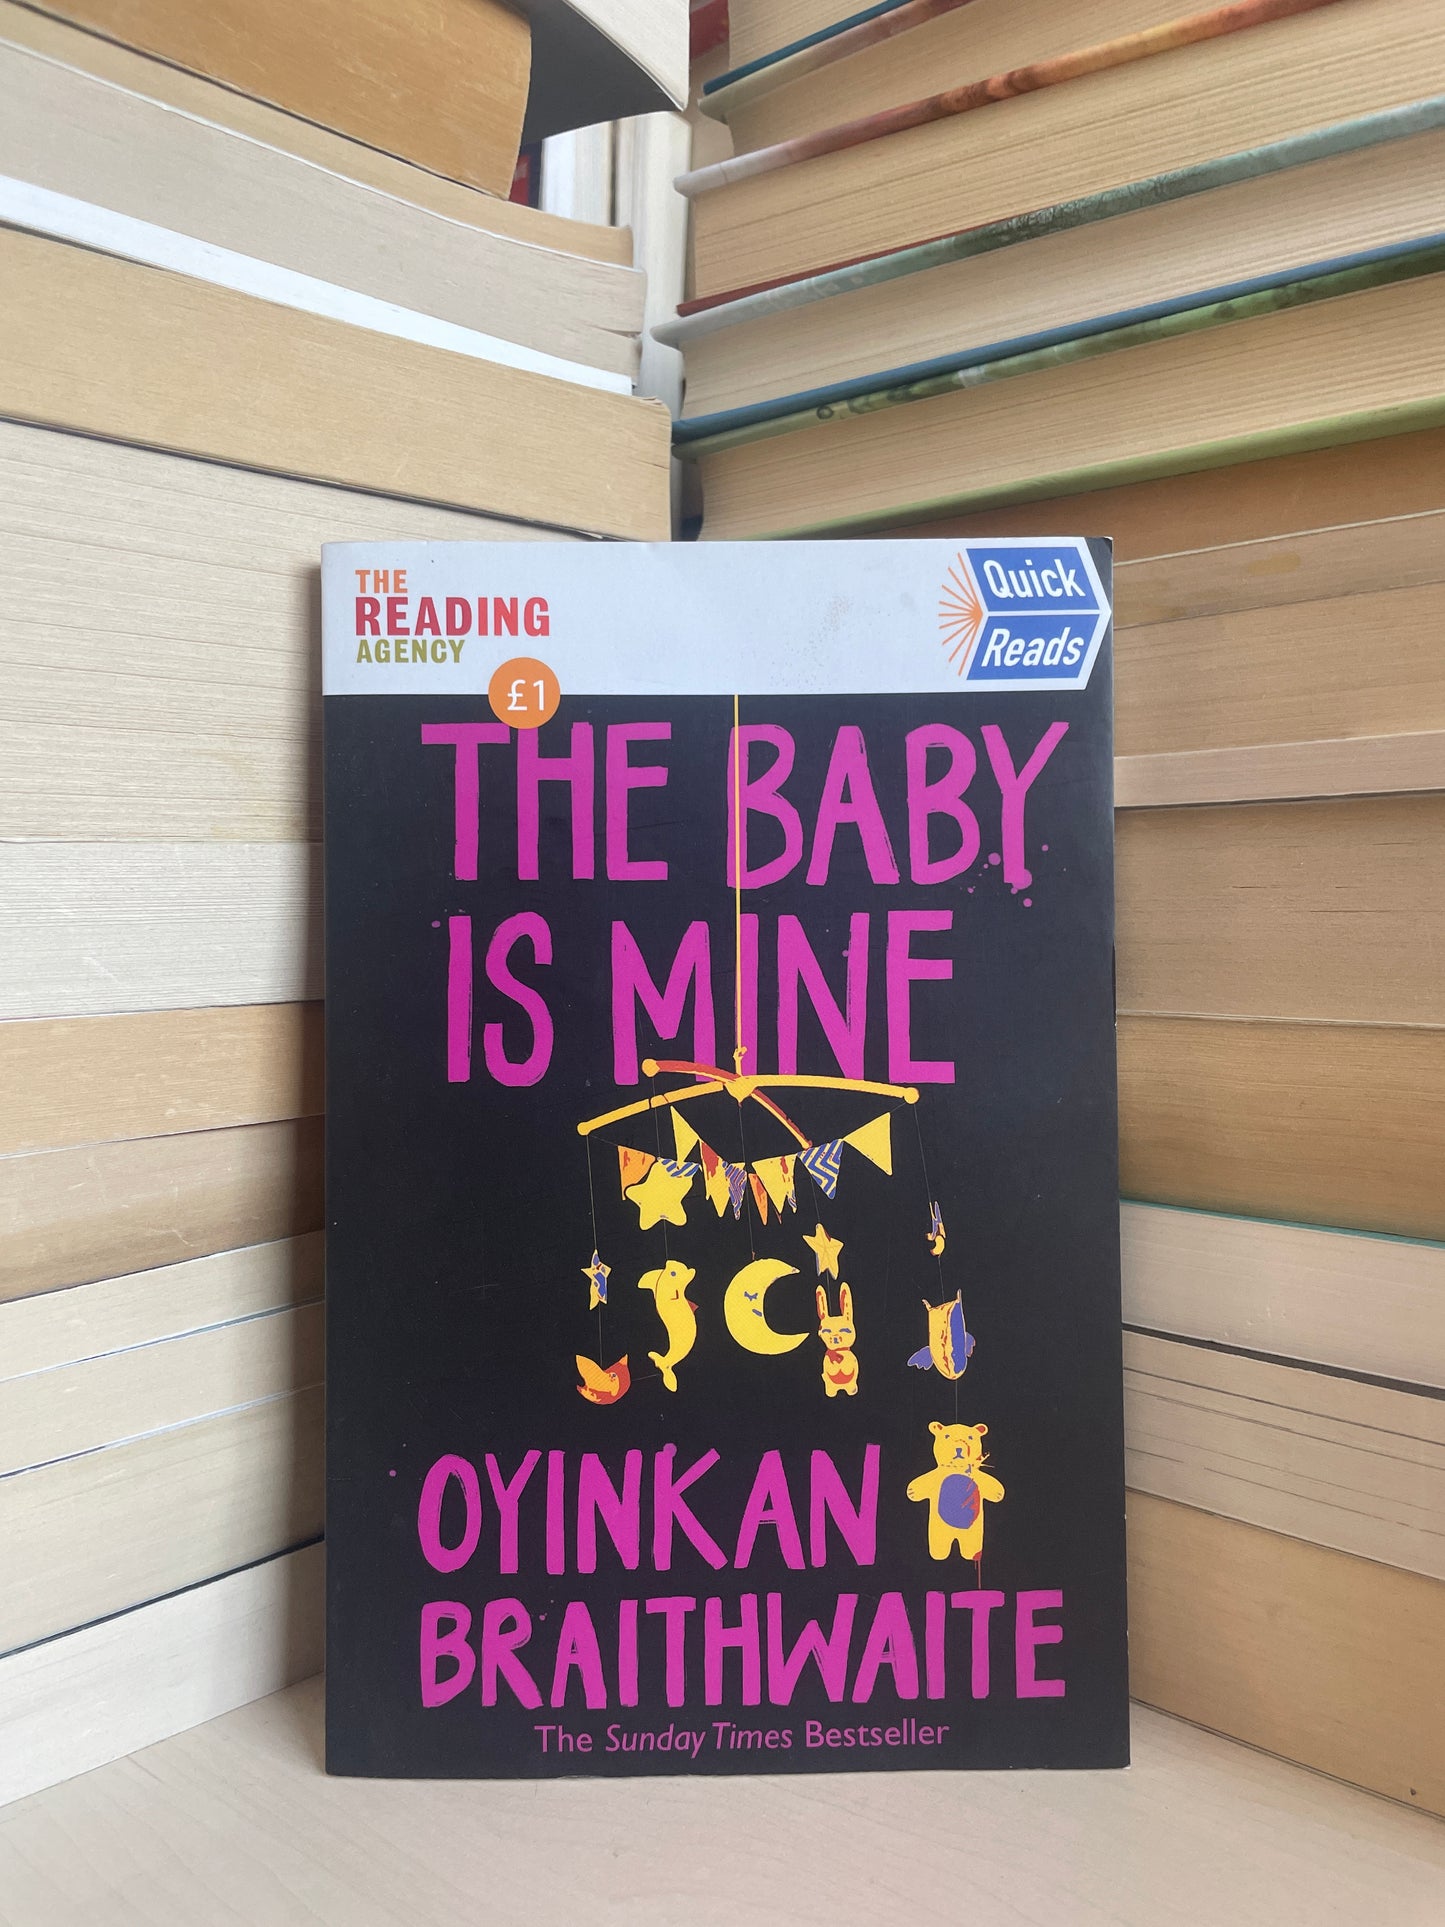 THE
READING
AGENCY
Quick
Reads
£1
THE BABY
IS MINE
OYINKAN
BRAITHWAITE
The Sunday Times Bestseller